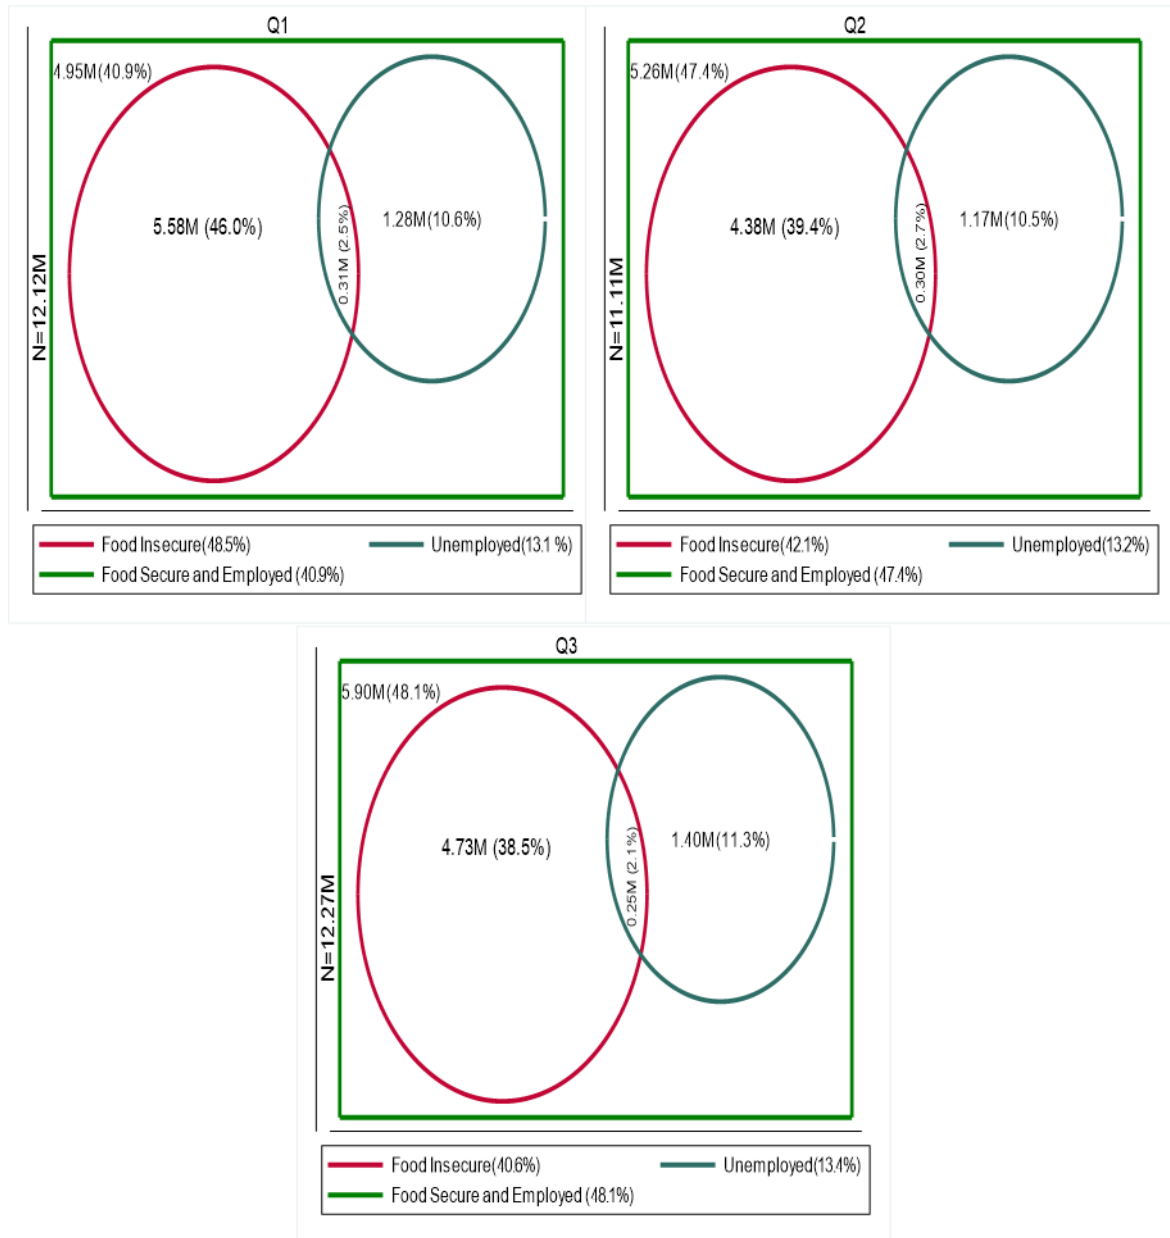 Q1
4.95M(40.9%)
5.58M (46.0%)
0.31M (2.5%)
1.28M(10.6%)
N=12.12M
Food Insecure(48.5%)
Unemployed(13.1 %)
Food Secure and Employed (40.9%)
Q2
5.26M(47.4%)
4.38M (39.4%)
0.30M (2.7%)
1.17M(10.5%)
N=11.11M
Food Insecure(42.1%)
Unemployed(13.2%)
Food Secure and Employed (47.4%)
Q3
5.90M(48.1%)
4.73M (38.5%)
0.25M (2.1%)
1.40M(11.3%)
N=12.27M
Food Insecure(40.6%)
Unemployed(13.4%)
Food Secure and Employed (48.1%)